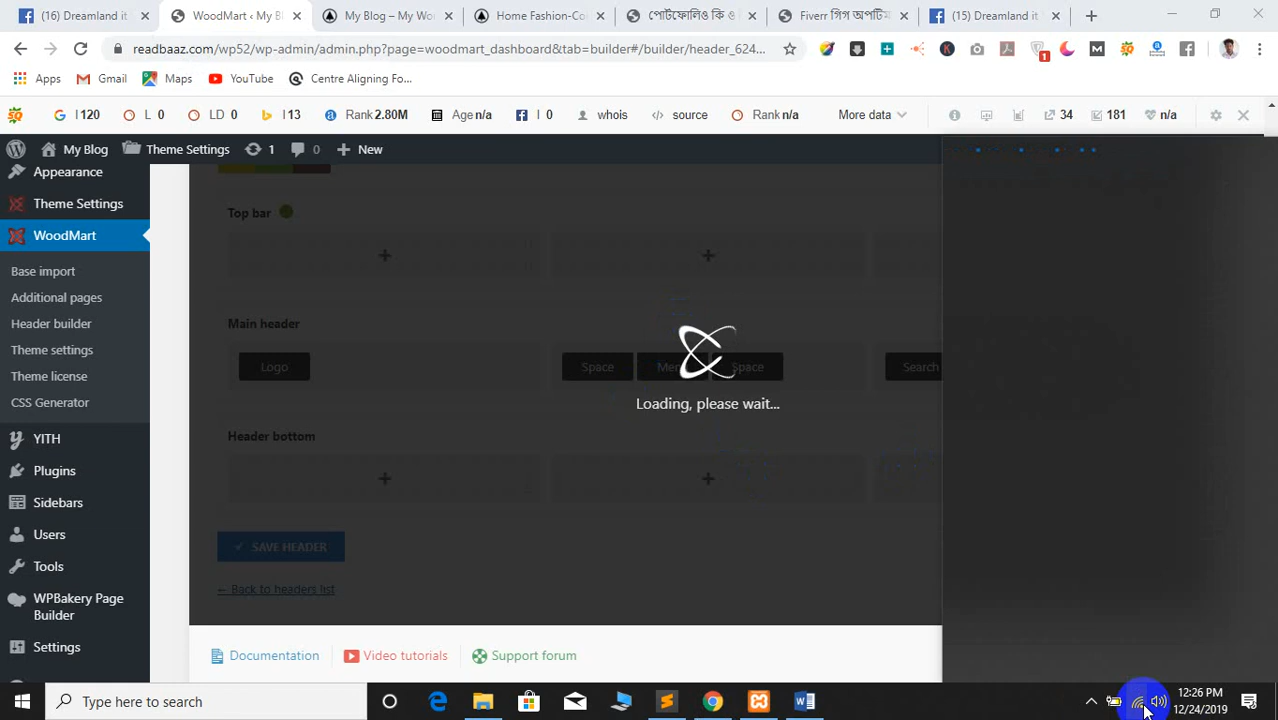 (16) Dreamland it
WoodMart ‹ My Bl
My Blog – My Wo
Home Fashion-Co
পোর্টফোলিও কি ও
Fiverr গিগ অপটিম
(15) Dreamland it
readbaaz.com/wp52/wp-admin/admin.php?page=woodmart_dashboard&tab=builder#/builder/header_624...
Apps
Gmail
Maps
YouTube
Centre Aligning Fo...
I 120
L 0
LD 0
I 13
Rank 2.80M
Age n/a
I 0
whois
source
Rank n/a
More data
34
181
n/a
My Blog
Theme Settings
1
0
New
Appearance
Theme Settings
WoodMart
Base import
Additional pages
Header builder
Theme settings
Theme license
CSS Generator
YITH
Plugins
Sidebars
Users
Tools
WPBakery Page
Builder
Settings
Top bar
+
+
Main header
Logo
Space
Space
Search
Loading, please wait...
Header bottom
+
+
✓ SAVE HEADER
← Back to headers list
Documentation
Video tutorials
Support forum
Type here to search
12:26 PM
12/24/2019